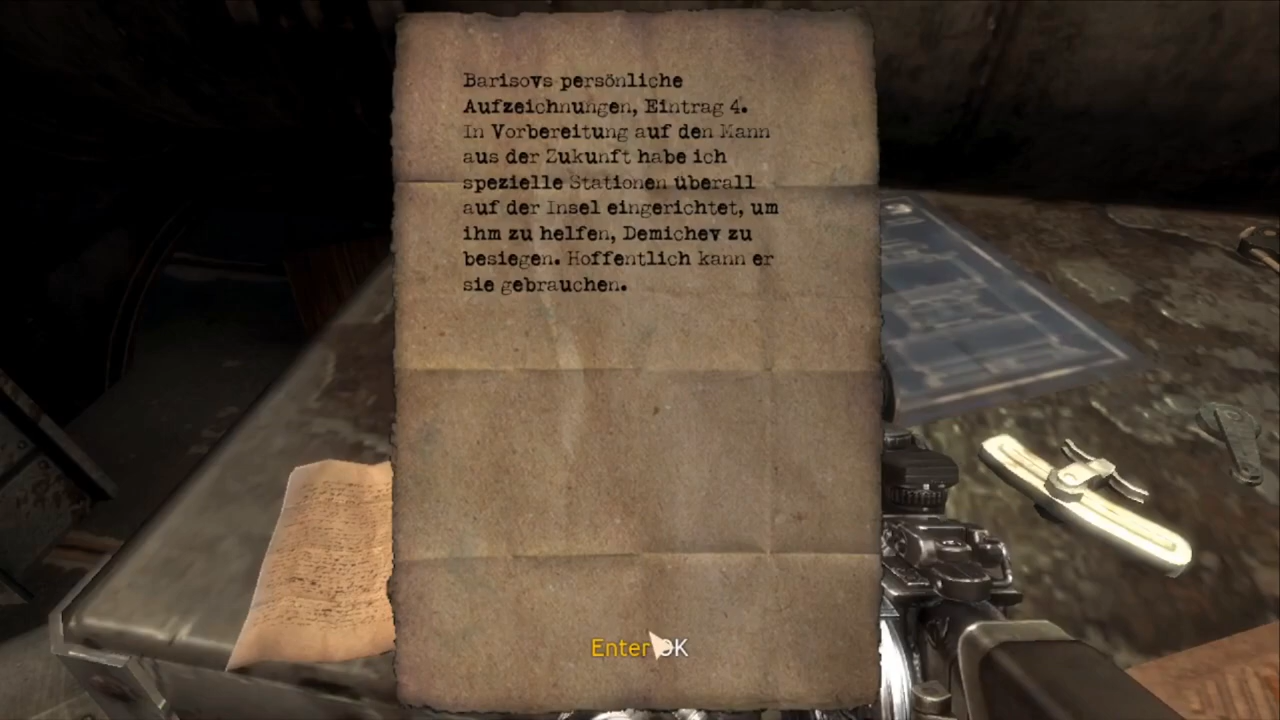 Barisovs persönliche
Aufzeichnungen, Eintrag 4.
In Vorbereitung auf den Mann
aus der Zukunft habe ich
spezielle Stationen überall
auf der Insel eingerichtet, um
ihm zu helfen, Demichev zu
besiegen. Hoffentlich kann er
sie gebrauchen.
Enter OK